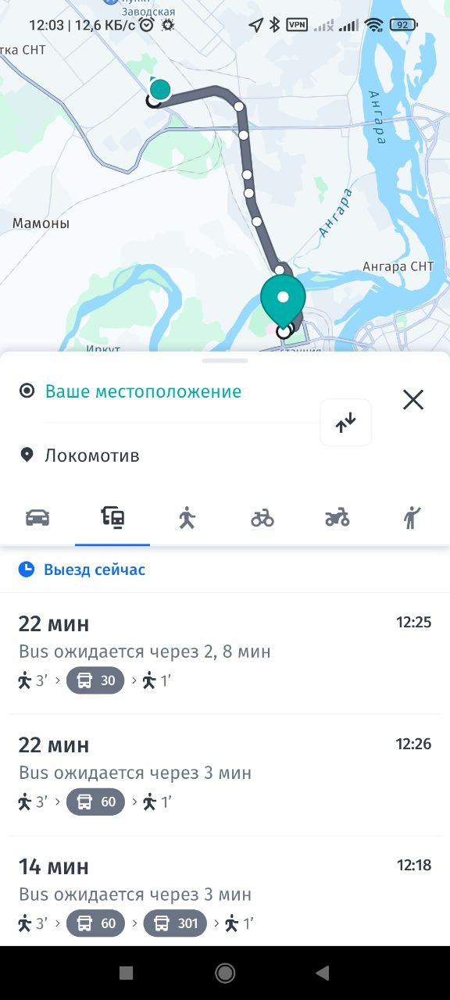 пункт
Заводская
12:03 | 12,6 КБ/с VPN 92
тка СНТ
Ангара
Ангара
Мамоны
Ангара СНТ
Иркут
станция
Ваше местоположение
Локомотив
Выезд сейчас
22 мин 12:25
Bus ожидается через 2, 8 мин
3’ › 30 › 1’
22 мин 12:26
Bus ожидается через 3 мин
3’ › 60 › 1’
14 мин 12:18
Bus ожидается через 3 мин
3’ › 60 › 301 › 1’